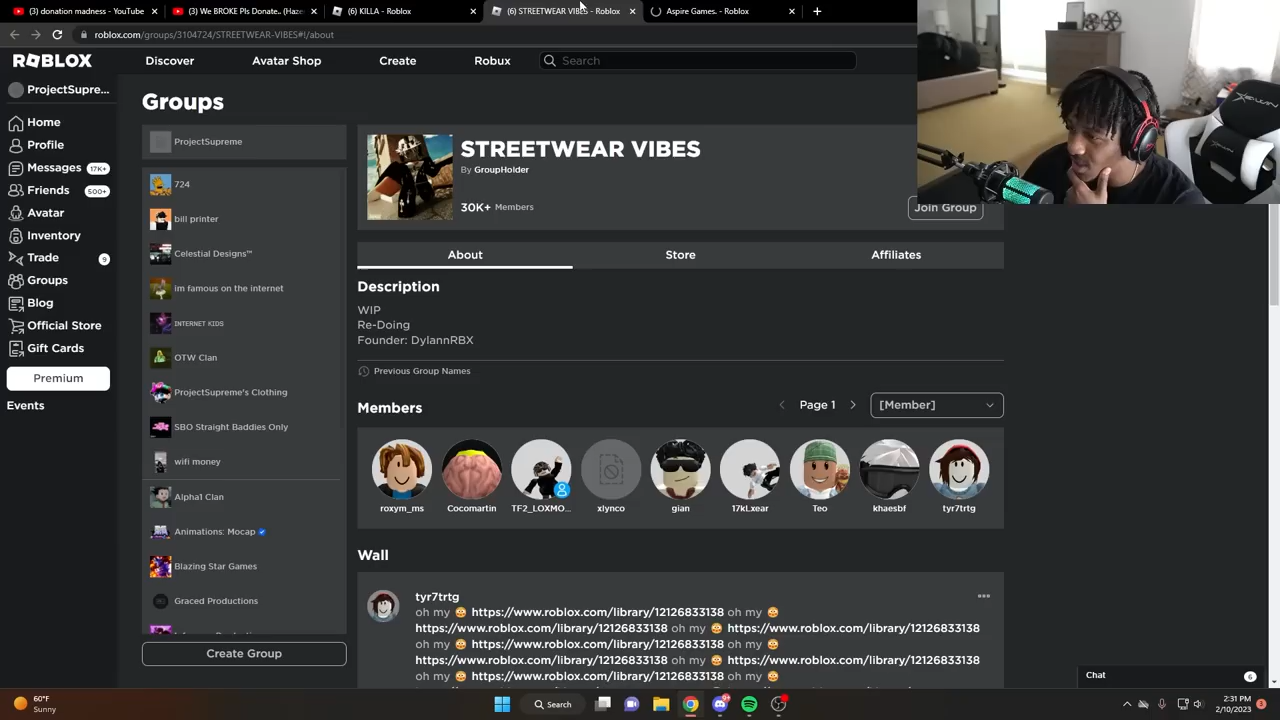 (3) donation madness - YouTube
(3) We BROKE Pls Donate.. (Haze
(6) KILLA - Roblox
(6) STREETWEAR VIBES - Roblox
Aspire Games. - Roblox
roblox.com/groups/3104724/STREETWEAR-VIBES#!/about
ROBLOX
Discover
Avatar Shop
Create
Robux
Search
ProjectSupre...
Home
Profile
Messages 17K+
Friends 500+
Avatar
Inventory
Trade 9
Groups
Blog
Official Store
Gift Cards
Premium
Events
Groups
ProjectSupreme
724
bill printer
Celestial Designs™
im famous on the internet
INTERNET KIDS
OTW Clan
ProjectSupreme's Clothing
SBO Straight Baddies Only
wifi money
Alpha1 Clan
Animations: Mocap
Blazing Star Games
Graced Productions
Create Group
STREETWEAR VIBES
By GroupHolder
30K+ Members
Join Group
About
Store
Affiliates
Description
WIP
Re-Doing
Founder: DylannRBX
Previous Group Names
Members
Page 1
[Member]
roxym_ms
Cocomartin
TF2_LOXMO...
xlynco
gian
17kLxear
Teo
khaesbf
tyr7trtg
Wall
tyr7trtg
oh my 😳 https://www.roblox.com/library/12126833138 oh my 😳
https://www.roblox.com/library/12126833138 oh my 😳 https://www.roblox.com/library/12126833138
oh my 😳 https://www.roblox.com/library/12126833138 oh my 😳
https://www.roblox.com/library/12126833138 oh my 😳 https://www.roblox.com/library/12126833138
oh my 😳 https://www.roblox.com/library/12126833138 oh my 😳
Chat 6
60°F
Sunny
Search
2:31 PM
2/10/2023
3